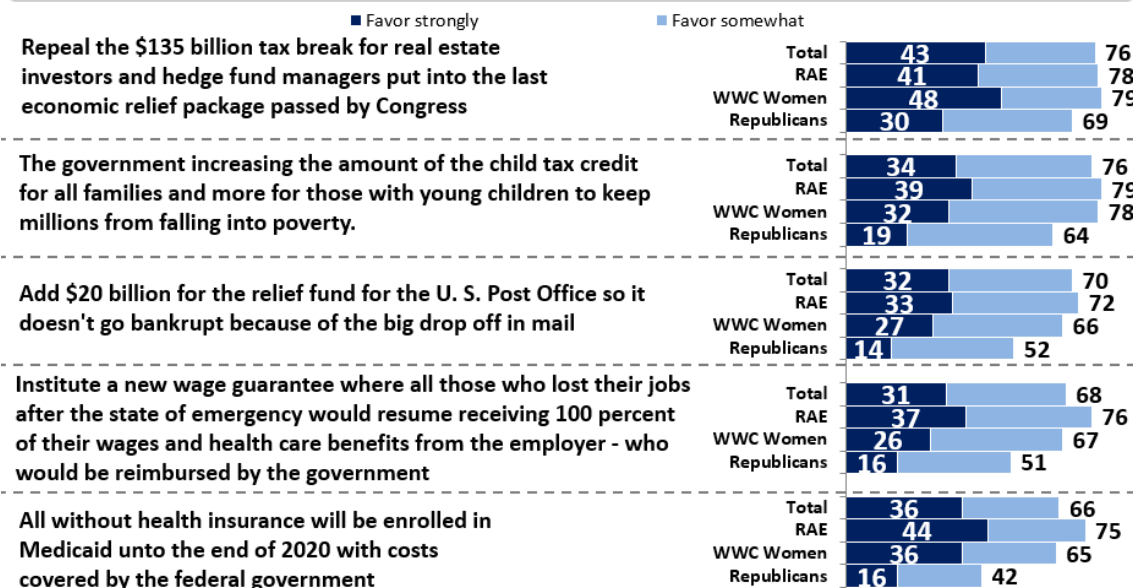 Favor strongly Favor somewhat
Repeal the $135 billion tax break for real estate
investors and hedge fund managers put into the last
economic relief package passed by Congress
Total 43 76
RAE 41 78
WWC Women 48 79
Republicans 30 69
The government increasing the amount of the child tax credit
for all families and more for those with young children to keep
millions from falling into poverty.
Total 34 76
RAE 39 79
WWC Women 32 78
Republicans 19 64
Add $20 billion for the relief fund for the U. S. Post Office so it
doesn't go bankrupt because of the big drop off in mail
Total 32 70
RAE 33 72
WWC Women 27 66
Republicans 14 52
Institute a new wage guarantee where all those who lost their jobs
after the state of emergency would resume receiving 100 percent
of their wages and health care benefits from the employer - who
would be reimbursed by the government
Total 31 68
RAE 37 76
WWC Women 26 67
Republicans 16 51
All without health insurance will be enrolled in
Medicaid unto the end of 2020 with costs
covered by the federal government
Total 36 66
RAE 44 75
WWC Women 36 65
Republicans 16 42